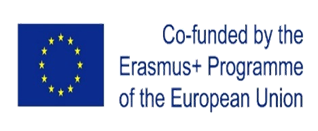 Co-funded by the
Erasmus+ Programme
of the European Union